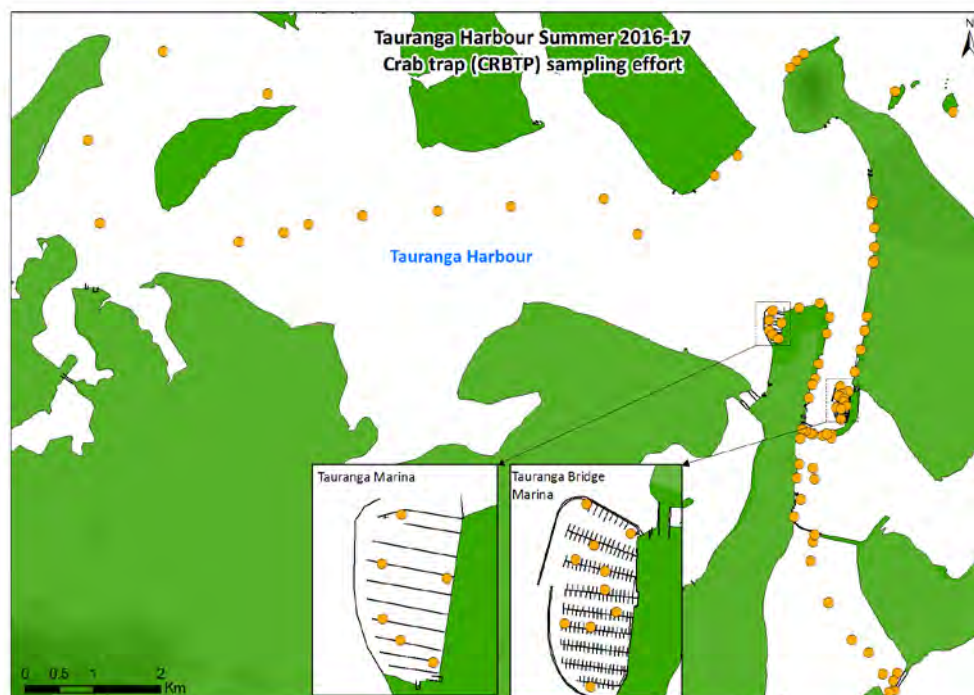 Tauranga Harbour Summer 2016-17
Crab trap (CRBTP) sampling effort
N
Tauranga Harbour
Tauranga Marina
Tauranga Bridge
Marina
0 0.5 1 2
Km